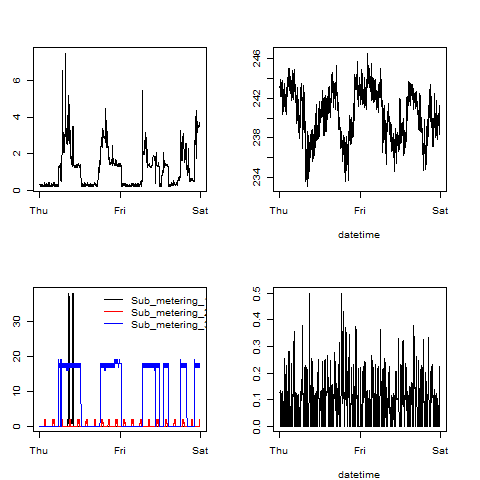 0 2 4 6
Thu Fri Sat
234 238 242 246
Thu Fri Sat
datetime
0 10 20 30
Sub_metering_1
Sub_metering_2
Sub_metering_3
Thu Fri Sat
0.0 0.1 0.2 0.3 0.4 0.5
Thu Fri Sat
datetime